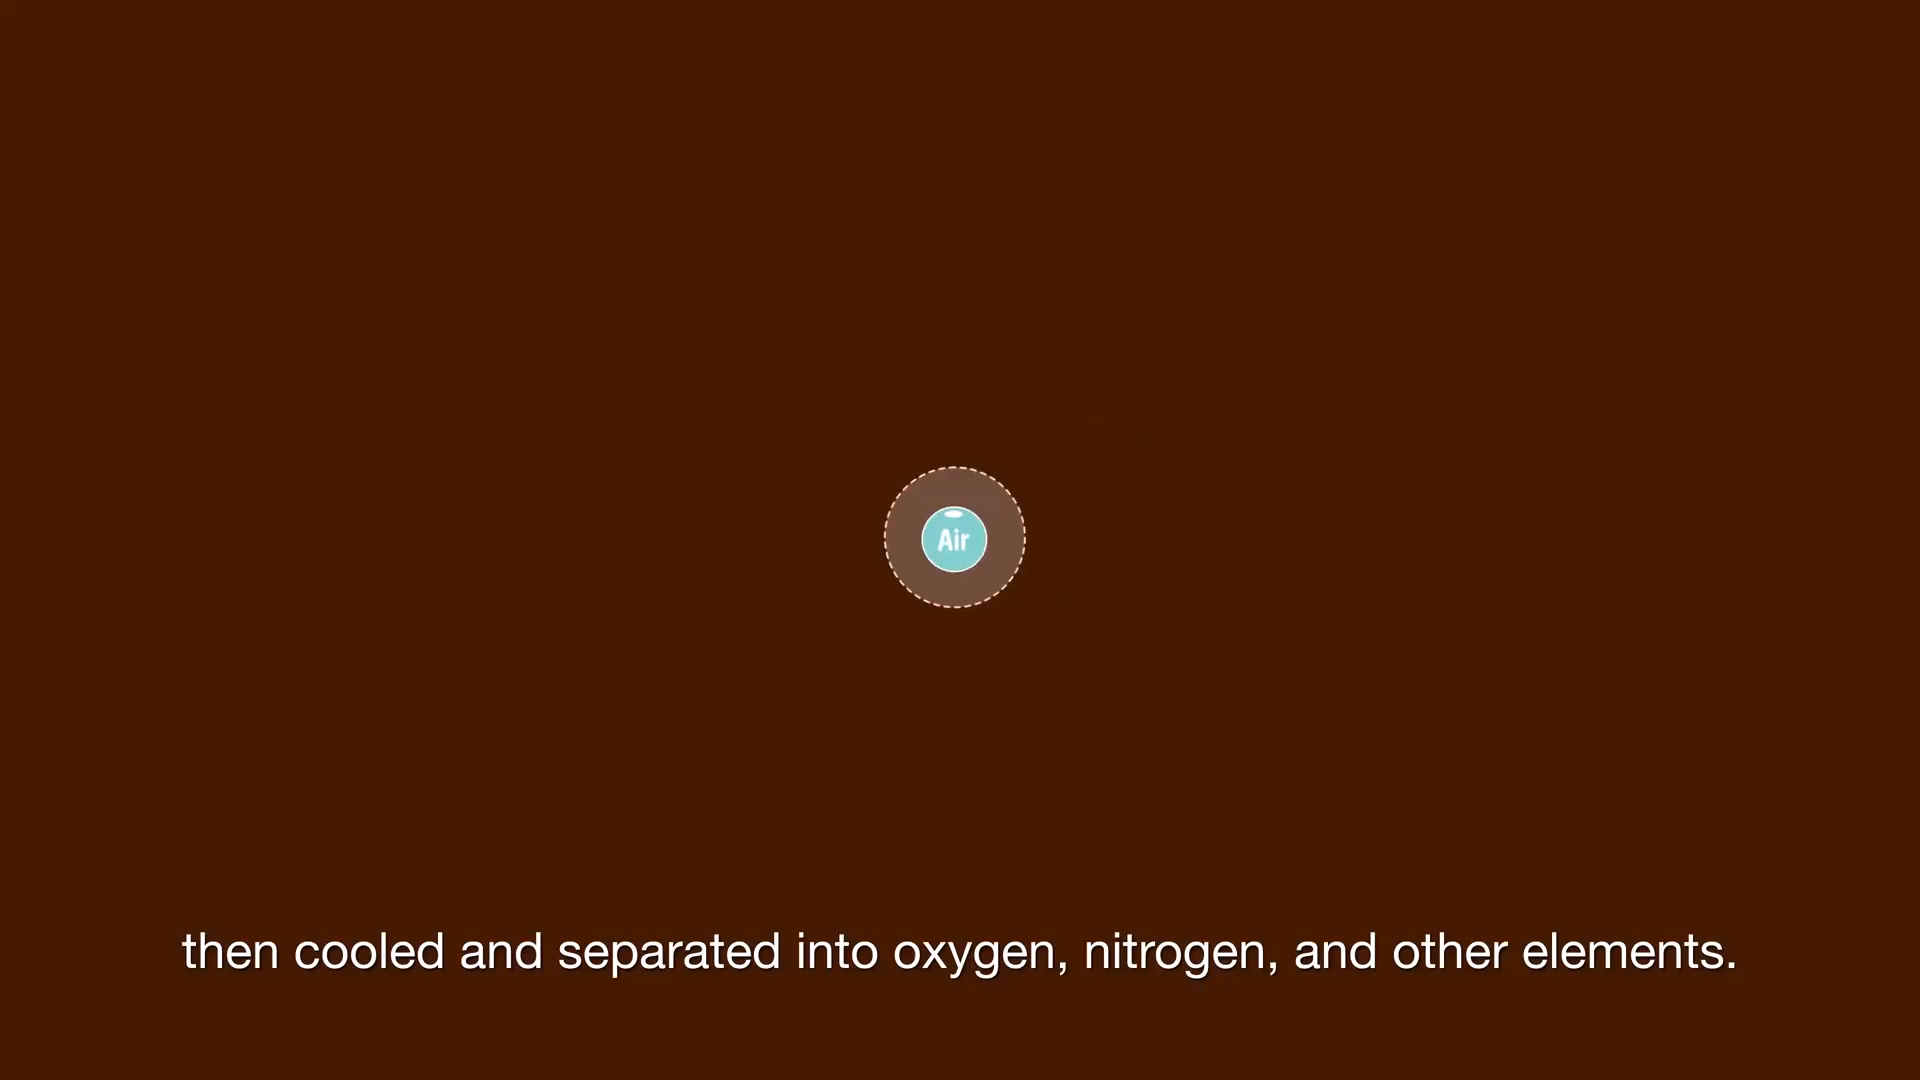 Air
then cooled and separated into oxygen, nitrogen, and other elements.